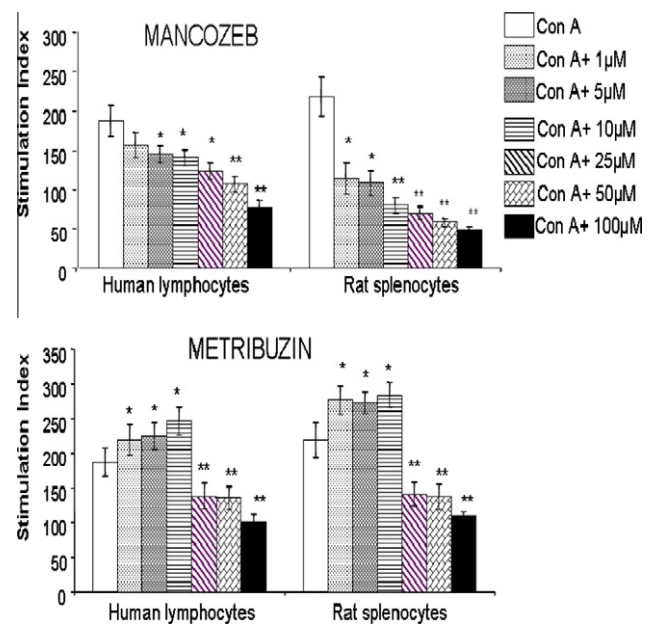 MANCOZEB
Stimulation Index
300
250
200
150
100
50
0
* * * ** **
* * ** ** ** **
Human lymphocytes
Rat splenocytes
Con A
Con A+ 1µM
Con A+ 5µM
Con A+ 10µM
Con A+ 25µM
Con A+ 50µM
Con A+ 100µM
METRIBUZIN
Stimulation Index
350
300
250
200
150
100
50
0
* * * ** ** **
* * * ** ** **
Human lymphocytes
Rat splenocytes